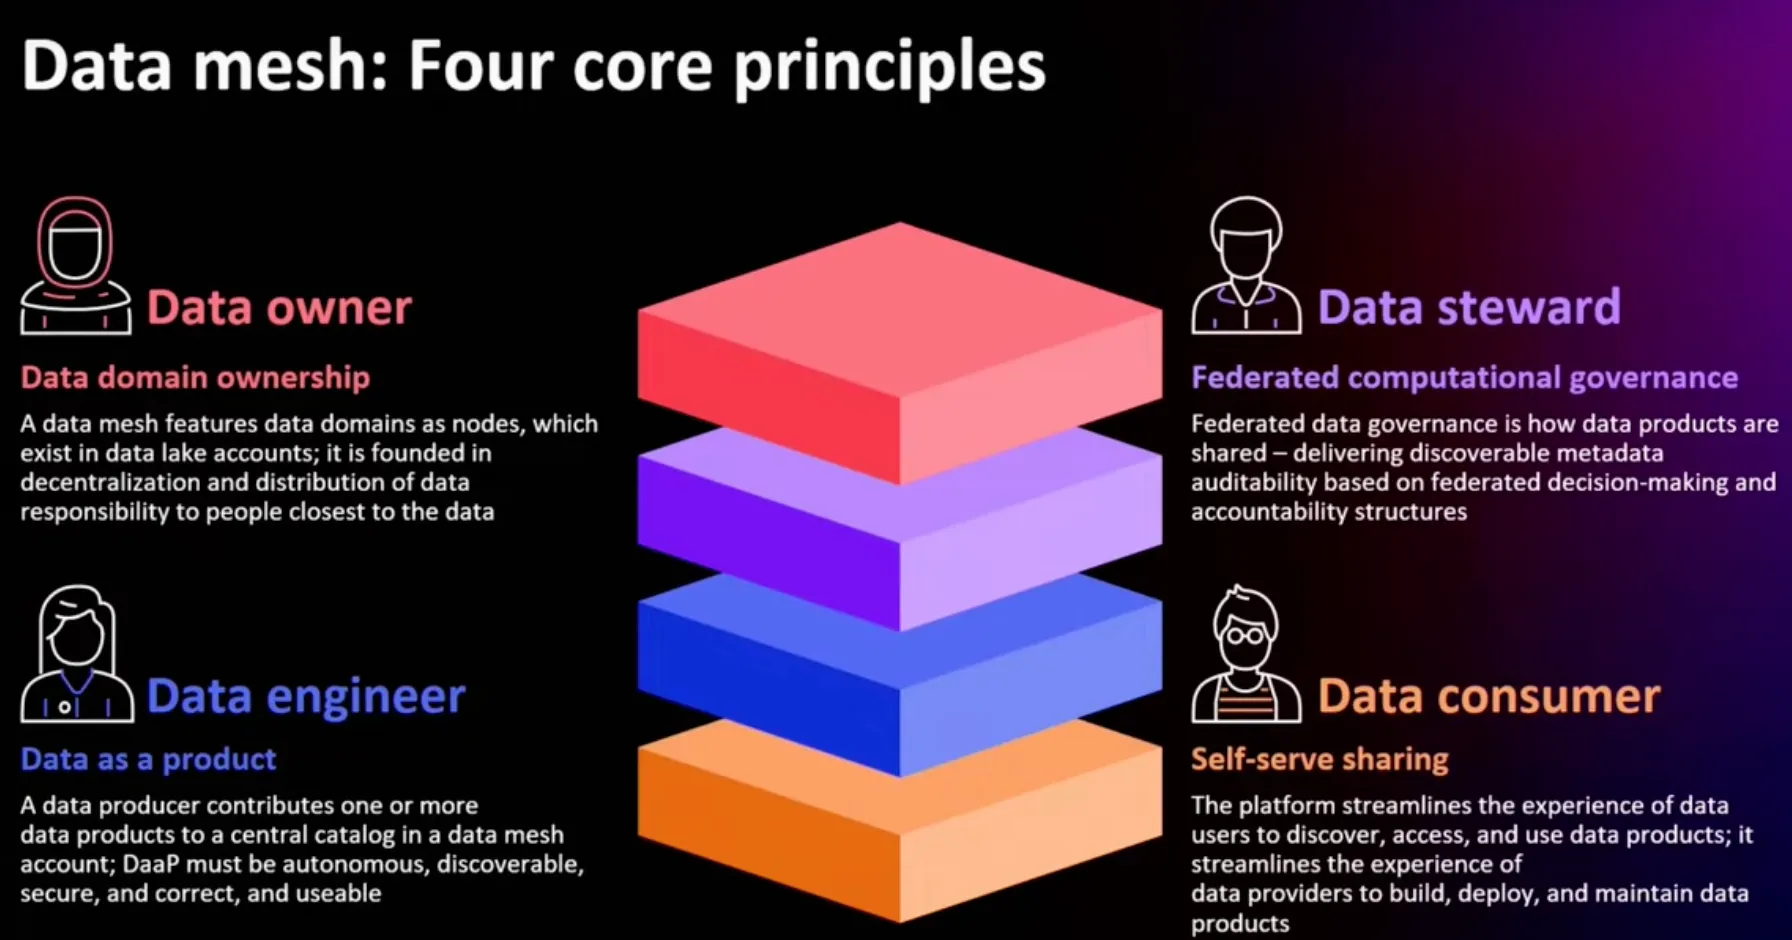 Data mesh: Four core principles
Data owner
Data domain ownership
A data mesh features data domains as nodes, which
exist in data lake accounts; it is founded in
decentralization and distribution of data
responsibility to people closest to the data
Data steward
Federated computational governance
Federated data governance is how data products are
shared – delivering discoverable metadata
auditability based on federated decision-making and
accountability structures
Data engineer
Data as a product
A data producer contributes one or more
data products to a central catalog in a data mesh
account; DaaP must be autonomous, discoverable,
secure, and correct, and useable
Data consumer
Self-serve sharing
The platform streamlines the experience of data
users to discover, access, and use data products; it
streamlines the experience of
data providers to build, deploy, and maintain data
products